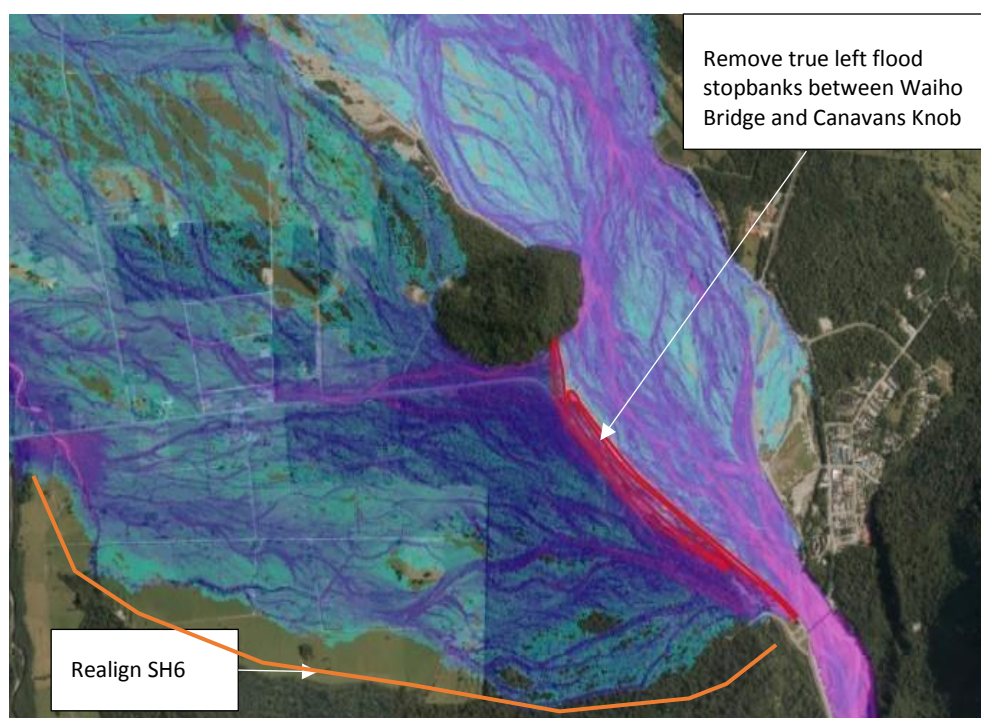 Remove true left flood
stopbanks between Waiho
Bridge and Canavans Knob
Realign SH6